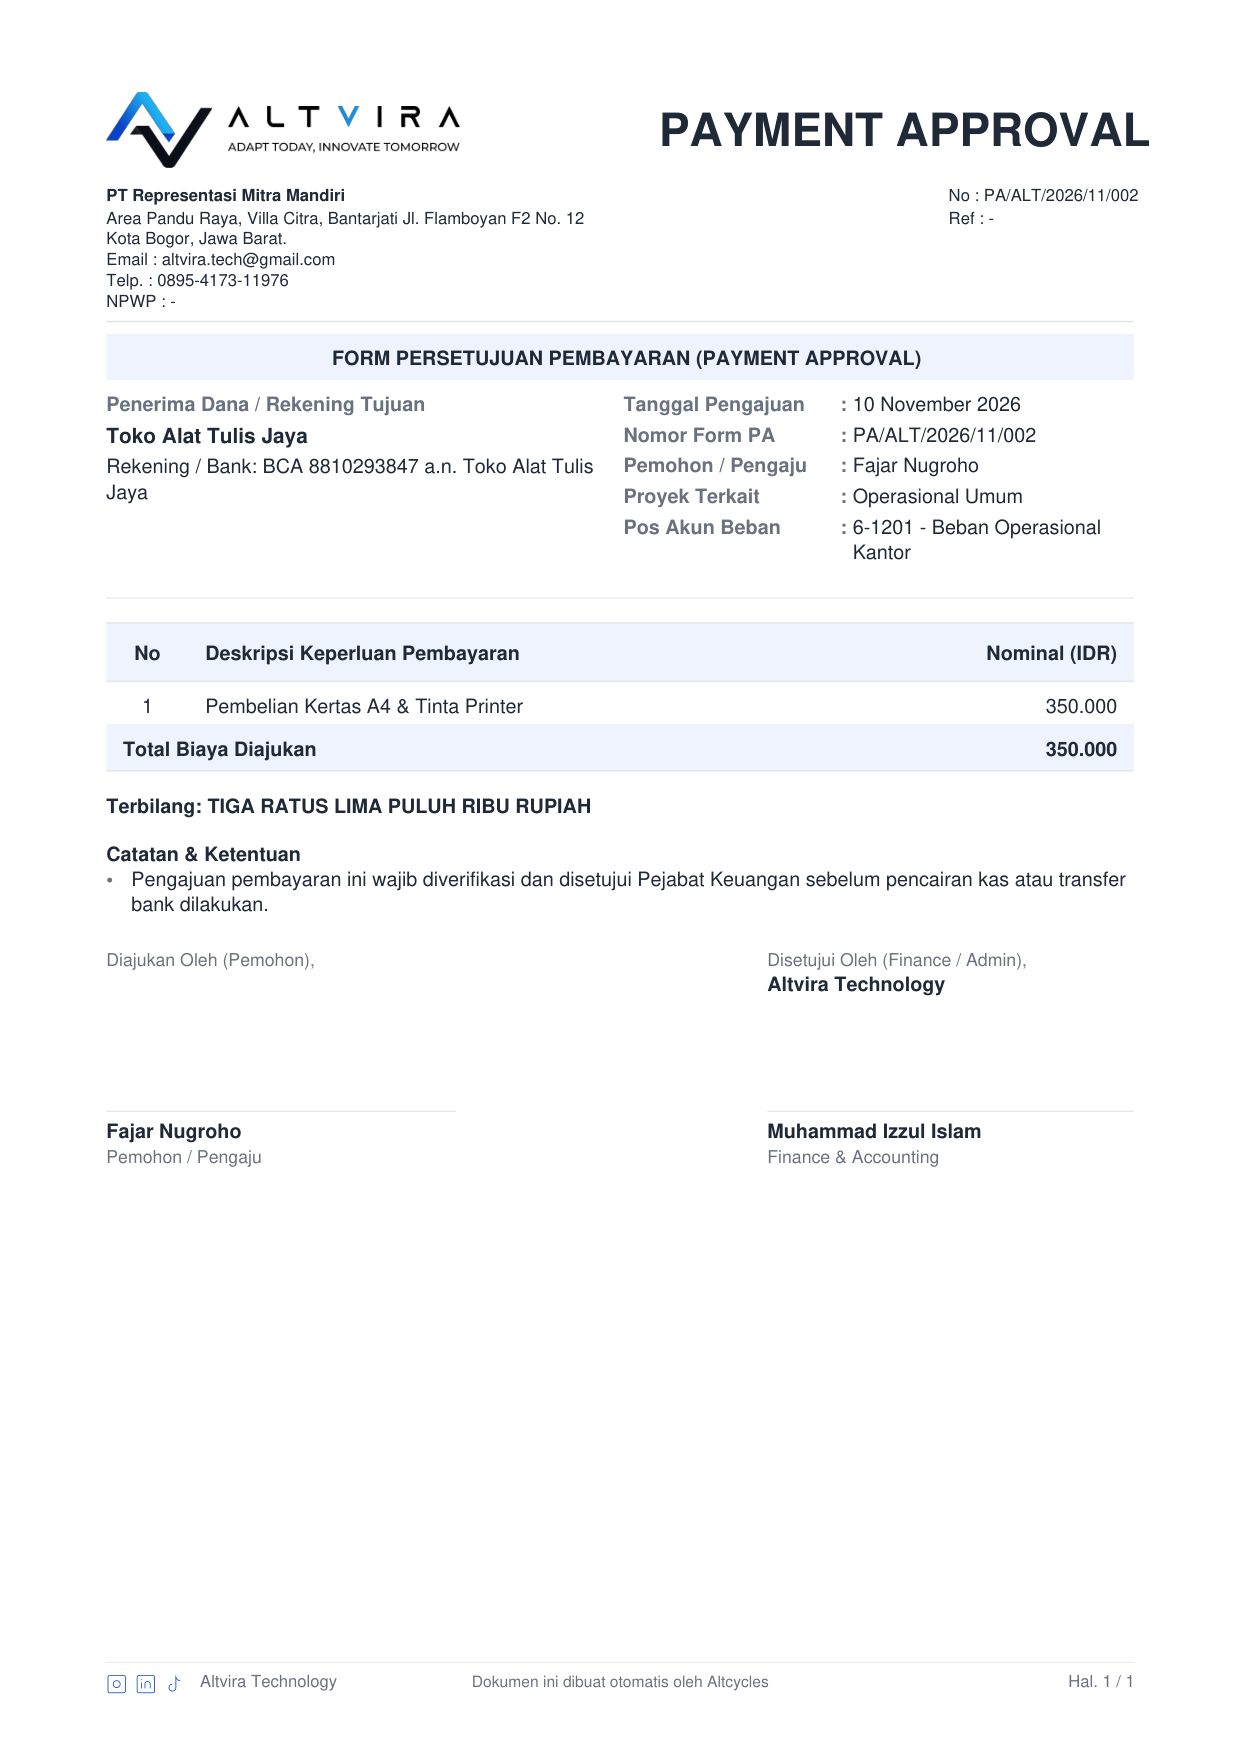 ALTVIRA
ADAPT TODAY, INNOVATE TOMORROW
PAYMENT APPROVAL
PT Representasi Mitra Mandiri
Area Pandu Raya, Villa Citra, Bantarjati Jl. Flamboyan F2 No. 12
Kota Bogor, Jawa Barat.
Email : altvira.tech@gmail.com
Telp. : 0895-4173-11976
NPWP : -
No : PA/ALT/2026/11/002
Ref : -
FORM PERSETUJUAN PEMBAYARAN (PAYMENT APPROVAL)
Penerima Dana / Rekening Tujuan
Toko Alat Tulis Jaya
Rekening / Bank: BCA 8810293847 a.n. Toko Alat Tulis
Jaya
Tanggal Pengajuan : 10 November 2026
Nomor Form PA : PA/ALT/2026/11/002
Pemohon / Pengaju : Fajar Nugroho
Proyek Terkait : Operasional Umum
Pos Akun Beban : 6-1201 - Beban Operasional
Kantor
No Deskripsi Keperluan Pembayaran Nominal (IDR)
1 Pembelian Kertas A4 & Tinta Printer 350.000
Total Biaya Diajukan 350.000
Terbilang: TIGA RATUS LIMA PULUH RIBU RUPIAH
Catatan & Ketentuan
• Pengajuan pembayaran ini wajib diverifikasi dan disetujui Pejabat Keuangan sebelum pencairan kas atau transfer
bank dilakukan.
Diajukan Oleh (Pemohon),
Disetujui Oleh (Finance / Admin),
Altvira Technology
Fajar Nugroho
Pemohon / Pengaju
Muhammad Izzul Islam
Finance & Accounting
in Altvira Technology Dokumen ini dibuat otomatis oleh Altcycles Hal. 1 / 1